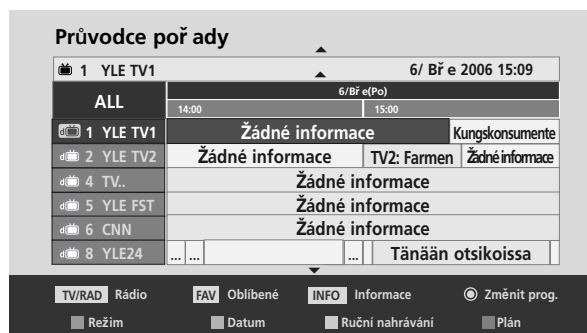 Průvodce poř ady
1 YLE TV1 6/ Bř e 2006 15:09
ALL 6/Bř e(Po)
14:00 15:00
d 1 YLE TV1 Žádné informace Kungskonsumente
d 2 YLE TV2 Žádné informace TV2: Farmen Žádné informace
d 4 TV.. Žádné informace
d 5 YLE FST Žádné informace
d 6 CNN Žádné informace
d 8 YLE24 ... ... ... Tänään otsikoissa
TV/RAD Rádio FAV Oblíbené INFO Informace Změnit prog.
Režim Datum Ruční nahrávání Plán